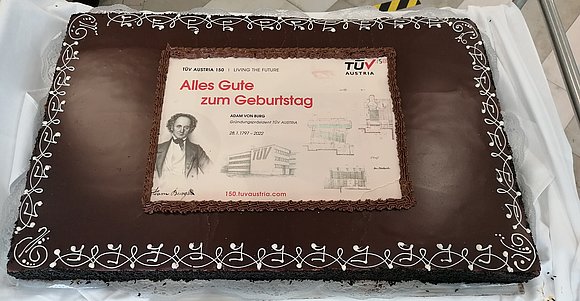 TÜV AUSTRIA 150 | LIVING THE FUTURE
TÜV
AUSTRIA
Alles Gute
zum Geburtstag
ADAM VON BURG
Gründungspräsident TÜV AUSTRIA
28.1.1797 - 2022
150.tuvaustria.com